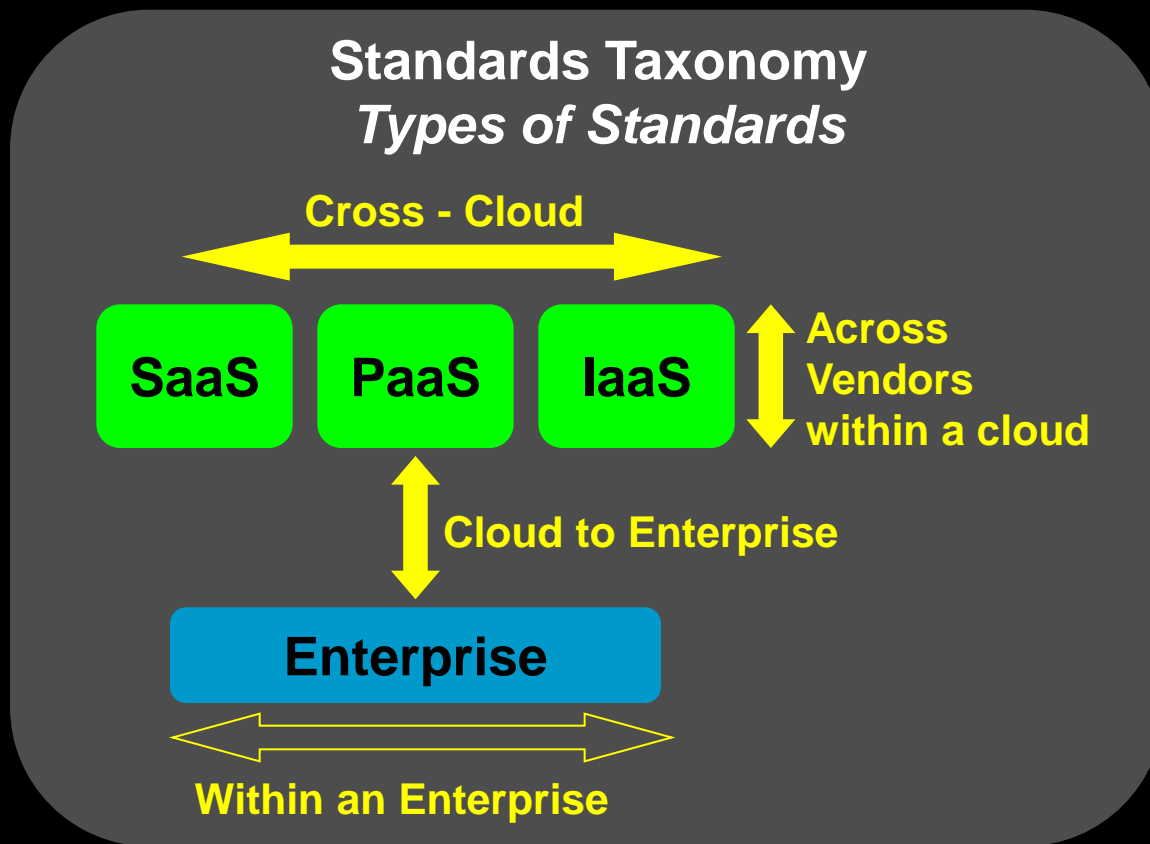 Standards Taxonomy
Types of Standards
Cross - Cloud
SaaS
PaaS
IaaS
Across
Vendors
within a cloud
Cloud to Enterprise
Enterprise
Within an Enterprise